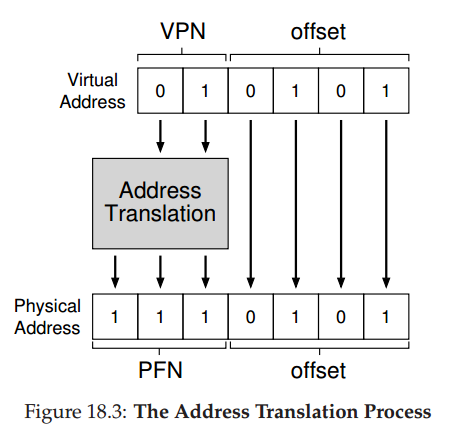 VPN offset
Virtual Address 0 1 0 1 0 1
Address Translation
Physical Address 1 1 1 0 1 0 1
PFN offset
Figure 18.3: The Address Translation Process